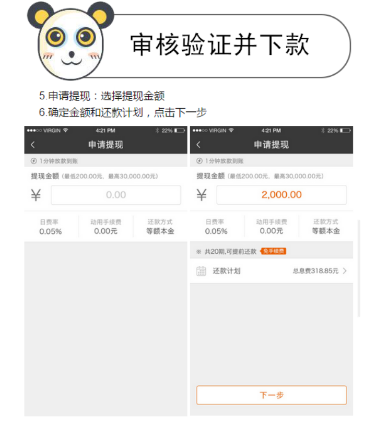 审核验证并下款
5.申请提现：选择提现金额
6.确定金额和还款计划，点击下一步
VIRGIN 4:21 PM 22%
申请提现
1分钟放款到账
提现金额 (最低200.00元, 最高30,000.00元)
¥ 0.00
日费率 动用手续费 还款方式
0.05% 0.00元 等额本金
VIRGIN 4:21 PM 22%
申请提现
1分钟放款到账
提现金额 (最低200.00元, 最高30,000.00元)
¥ 2,000.00
日费率 动用手续费 还款方式
0.05% 0.00元 等额本金
共20期,可提前还款 免手续费
还款计划 总息费318.85元
下一步